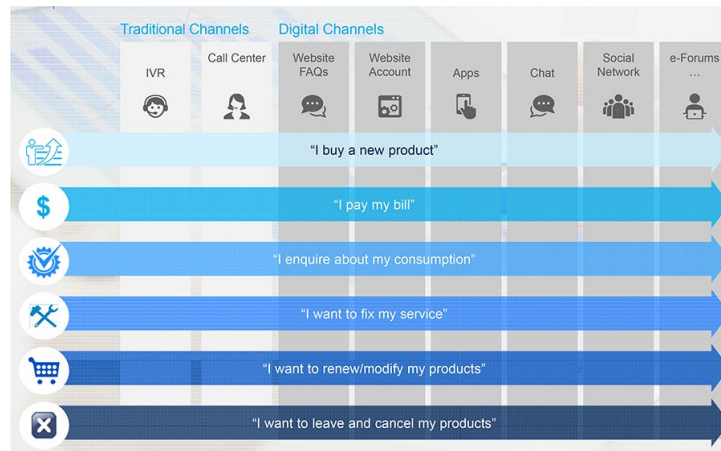 Traditional Channels
Digital Channels
IVR
Call Center
Website
FAQs
Website
Account
Apps
Chat
Social
Network
e-Forums
...
“I buy a new product”
$
“I pay my bill”
“I enquire about my consumption”
“I want to fix my service”
“I want to renew/modify my products”
“I want to leave and cancel my products”